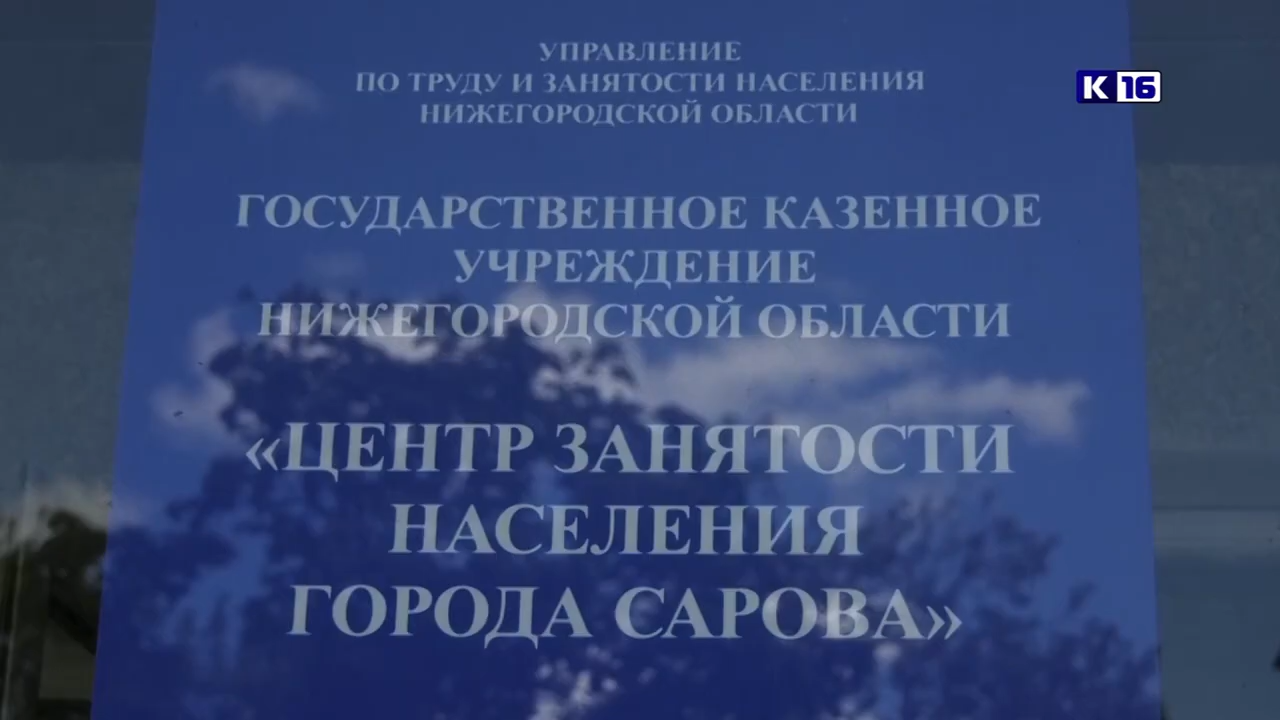 УПРАВЛЕНИЕ
ПО ТРУДУ И ЗАНЯТОСТИ НАСЕЛЕНИЯ
НИЖЕГОРОДСКОЙ ОБЛАСТИ
К 16
ГОСУДАРСТВЕННОЕ КАЗЕННОЕ
УЧРЕЖДЕНИЕ
НИЖЕГОРОДСКОЙ ОБЛАСТИ
«ЦЕНТР ЗАНЯТОСТИ
НАСЕЛЕНИЯ
ГОРОДА САРОВА»